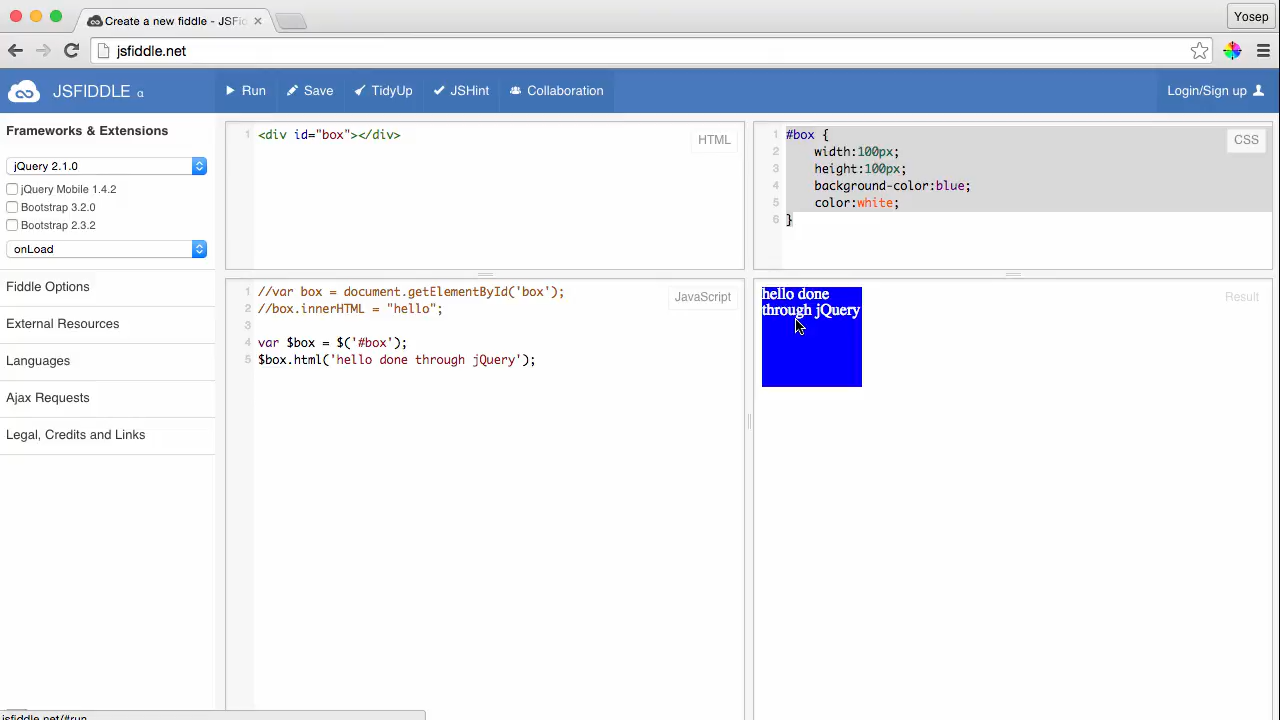 Create a new fiddle - JSFi
Yosep
jsfiddle.net
JSFIDDLE α
Run
Save
TidyUp
JSHint
Collaboration
Login/Sign up
Frameworks & Extensions
jQuery 2.1.0
jQuery Mobile 1.4.2
Bootstrap 3.2.0
Bootstrap 2.3.2
onLoad
Fiddle Options
External Resources
Languages
Ajax Requests
Legal, Credits and Links
1 <div id="box"></div>
HTML
1 #box {
2 width:100px;
3 height:100px;
4 background-color:blue;
5 color:white;
6 }
CSS
1 //var box = document.getElementById('box');
2 //box.innerHTML = "hello";
3
4 var $box = $('#box');
5 $box.html('hello done through jQuery');
JavaScript
hello done
through jQuery
Result
jsfiddle.net/#run